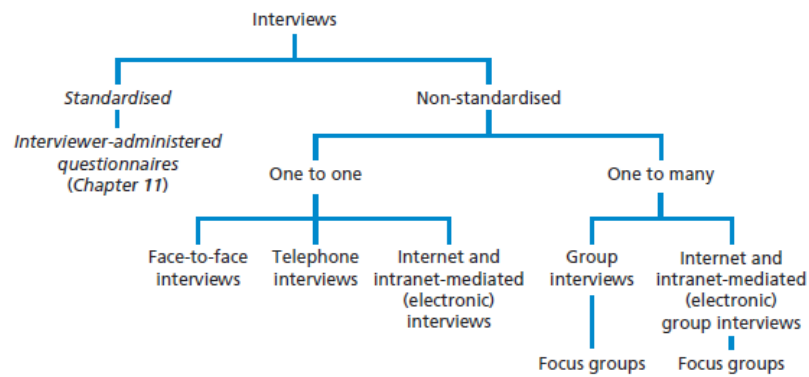 Interviews
Standardised
Non-standardised
Interviewer-administered
questionnaires
(Chapter 11)
One to one
One to many
Face-to-face
interviews
Telephone
interviews
Internet and
intranet-mediated
(electronic)
interviews
Group
interviews
Internet and
intranet-mediated
(electronic)
group interviews
Focus groups
Focus groups